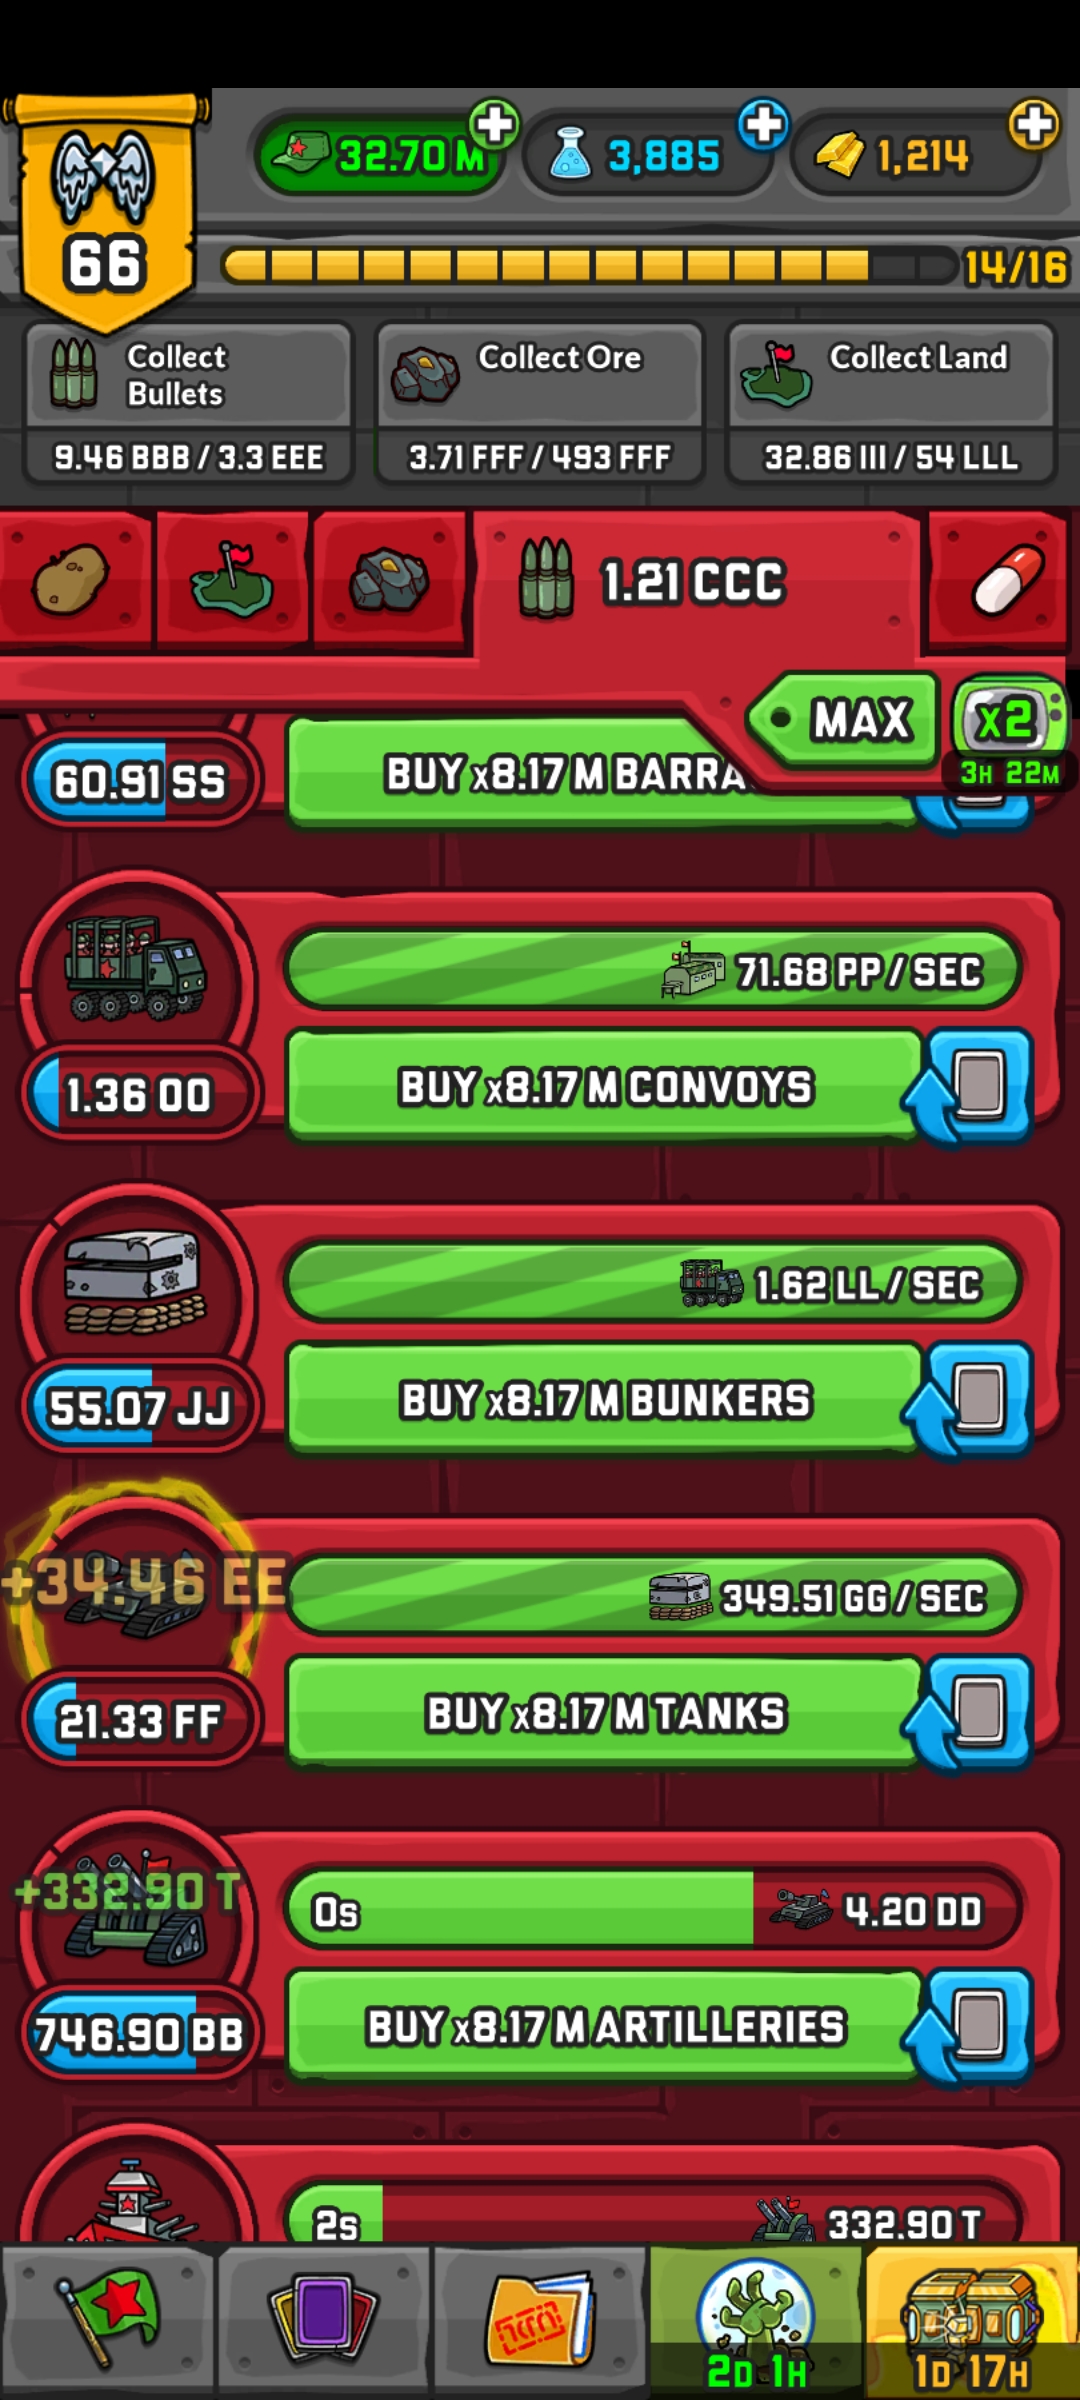 32.70 M
3,885
1,214
66
14/16
Collect
Bullets
Collect Ore
Collect Land
9.46 BBB / 3.3 EEE
3.71 FFF / 493 FFF
32.86 III / 54 LLL
1.21 CCC
MAX
x2
3H 22M
60.91 SS
BUY x8.17 M BARRA
71.68 PP / SEC
1.36 OO
BUY x8.17 M CONVOYS
1.62 LL / SEC
55.07 JJ
BUY x8.17 M BUNKERS
+34.46 EE
349.51 GG / SEC
21.33 FF
BUY x8.17 M TANKS
+332.90 T
0s
4.20 DD
746.90 BB
BUY x8.17 M ARTILLERIES
2s
332.90 T
2D 1H
1D 17H